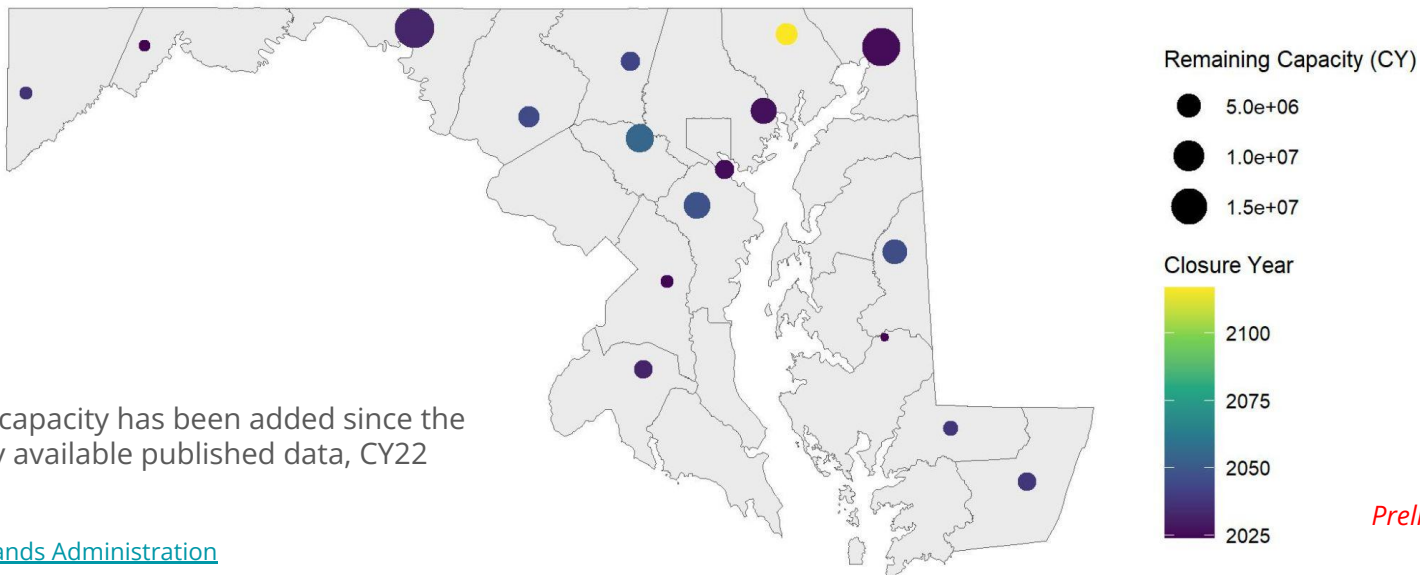 Remaining Capacity (CY)
5.0e+06
1.0e+07
1.5e+07
Closure Year
2100
2075
2050
2025
capacity has been added since the
available published data, CY22
ands Administration